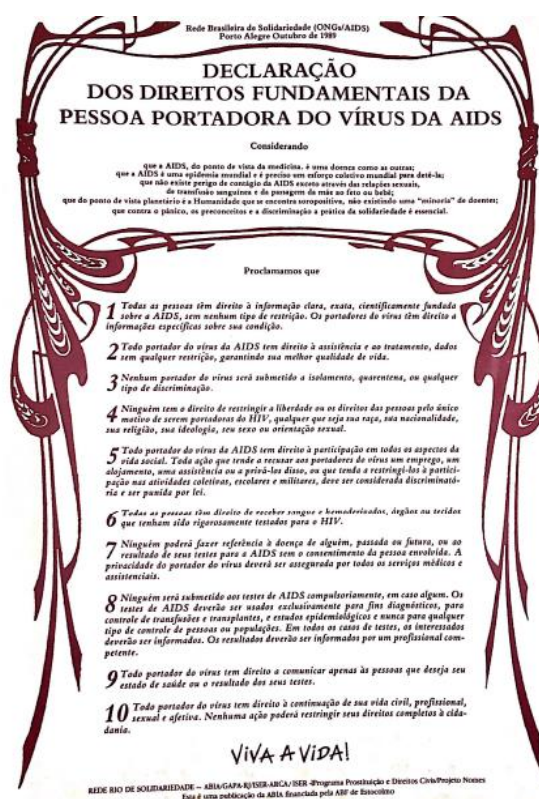 Rede Brasileira de Solidariedade (ONGs/AIDS)
Porto Alegre Outubro de 1989
DECLARAÇÃO
DOS DIREITOS FUNDAMENTAIS DA
PESSOA PORTADORA DO VÍRUS DA AIDS
Considerando
que a AIDS, do ponto de vista da medicina, é uma doença como as outras;
que a AIDS é uma epidemia mundial e é preciso um esforço coletivo mundial para detê-la;
que não existe perigo de contágio da AIDS exceto através das relações sexuais,
de transfusão sanguínea e da passagem da mãe ao feto ou bebê;
que do ponto de vista planetário é a Humanidade que se encontra soropositiva, não existindo uma "minoria" de doentes;
que contra o pânico, os preconceitos e a discriminação a prática da solidariedade é essencial.
Proclamamos que
1 Todas as pessoas têm direito à informação clara, exata, cientificamente fundada
sobre a AIDS, sem nenhum tipo de restrição. Os portadores do vírus têm direito a
informações específicas sobre sua condição.
2 Todo portador do vírus da AIDS tem direito à assistência e ao tratamento, dados
sem qualquer restrição, garantindo sua melhor qualidade de vida.
3 Nenhum portador do vírus será submetido a isolamento, quarentena, ou qualquer
tipo de discriminação.
4 Ninguém tem o direito de restringir a liberdade ou os direitos das pessoas pelo único
motivo de serem portadoras do HIV, qualquer que seja sua raça, sua nacionalidade,
sua religião, sua ideologia, seu sexo ou orientação sexual.
5 Todo portador do vírus da AIDS tem direito à participação em todos os aspectos da
vida social. Toda ação que tende a recusar aos portadores do vírus um emprego, um
alojamento, uma assistência ou a privá-los disso, ou que tenda a restringi-los à partici-
pação nas atividades coletivas, escolares e militares, deve ser considerada discriminató-
ria e ser punida por lei.
6 Todas as pessoas têm direito de receber sangue e hemoderivados, órgãos ou tecidos
que tenham sido rigorosamente testados para o HIV.
7 Ninguém poderá fazer referência à doença de alguém, passada ou futura, ou ao
resultado de seus testes para a AIDS sem o consentimento da pessoa envolvida. A
privacidade do portador do vírus deverá ser assegurada por todos os serviços médicos e
assistenciais.
8 Ninguém será submetido aos testes de AIDS compulsoriamente, em caso algum. Os
testes de AIDS deverão ser usados exclusivamente para fins diagnósticos, para
controle de transfusões e transplantes, e estudos epidemiológicos e nunca para qualquer
tipo de controle de pessoas ou populações. Em todos os casos de testes, os interessados
deverão ser informados. Os resultados deverão ser informados por um profissional com-
petente.
9 Todo portador do vírus tem direito a comunicar apenas às pessoas que deseja seu
estado de saúde ou o resultado dos seus testes.
10 Todo portador do vírus tem direito à continuação de sua vida civil, profissional,
sexual e afetiva. Nenhuma ação poderá restringir seus direitos completos à cida-
dania.
VIVA A VIDA!
REDE RIO DE SOLIDARIEDADE – ABIA/GAPA-RJ/ISER-ARCA/ISER-Programa Prostituição e Direitos Civis/Projeto Nomes
Esta é uma publicação da ABIA financiada pela ABF de Estocolmo